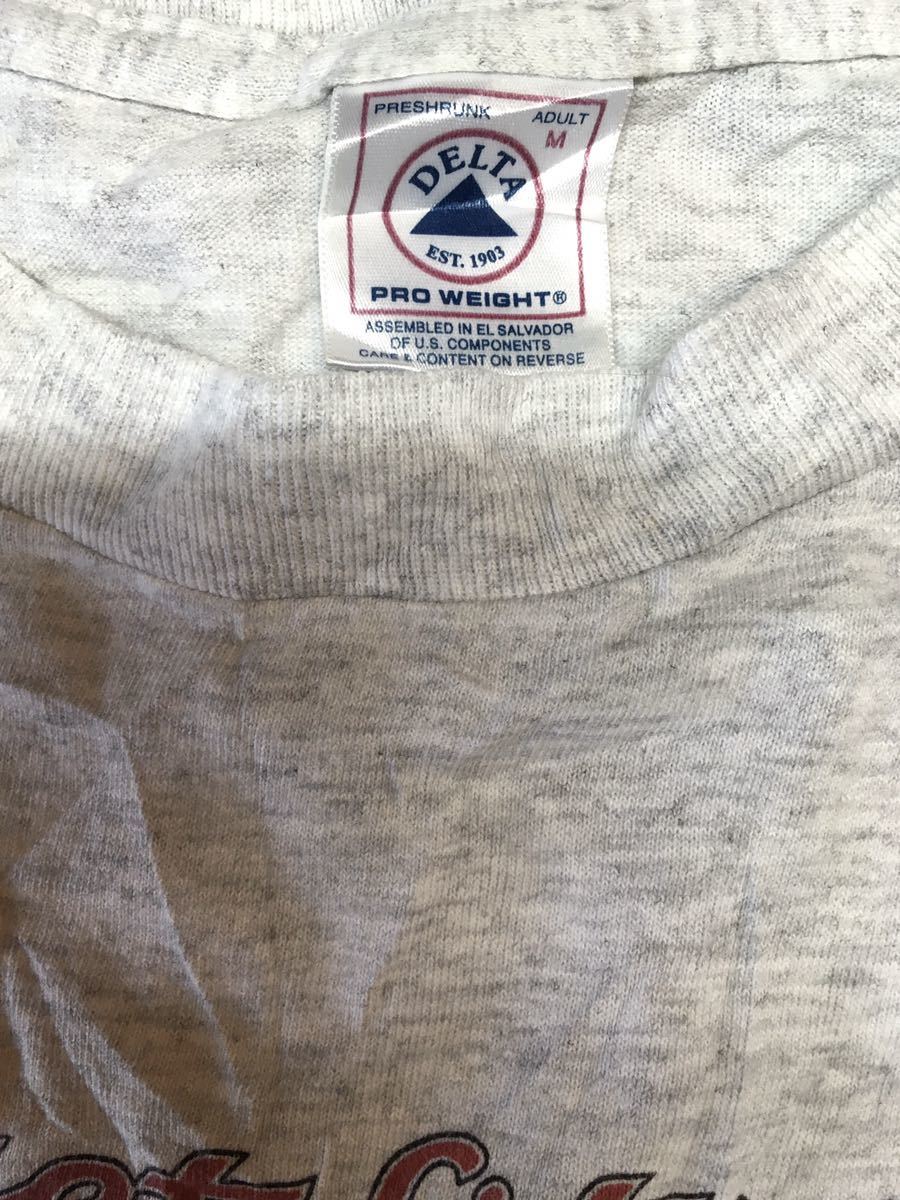 PRESHRUNK
ADULT
M
DELTA
EST. 1903
PRO WEIGHT®
ASSEMBLED IN EL SALVADOR
OF U.S. COMPONENTS
CARE & CONTENT ON REVERSE